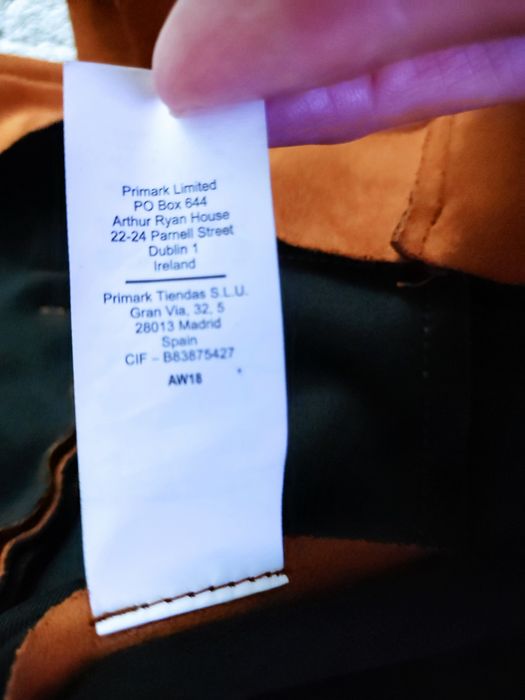 Primark Limited
PO Box 644
Arthur Ryan House
22-24 Parnell Street
Dublin 1
Ireland
Primark Tiendas S.L.U.
Gran Via, 32, 5
28013 Madrid
Spain
CIF – B83875427
AW18